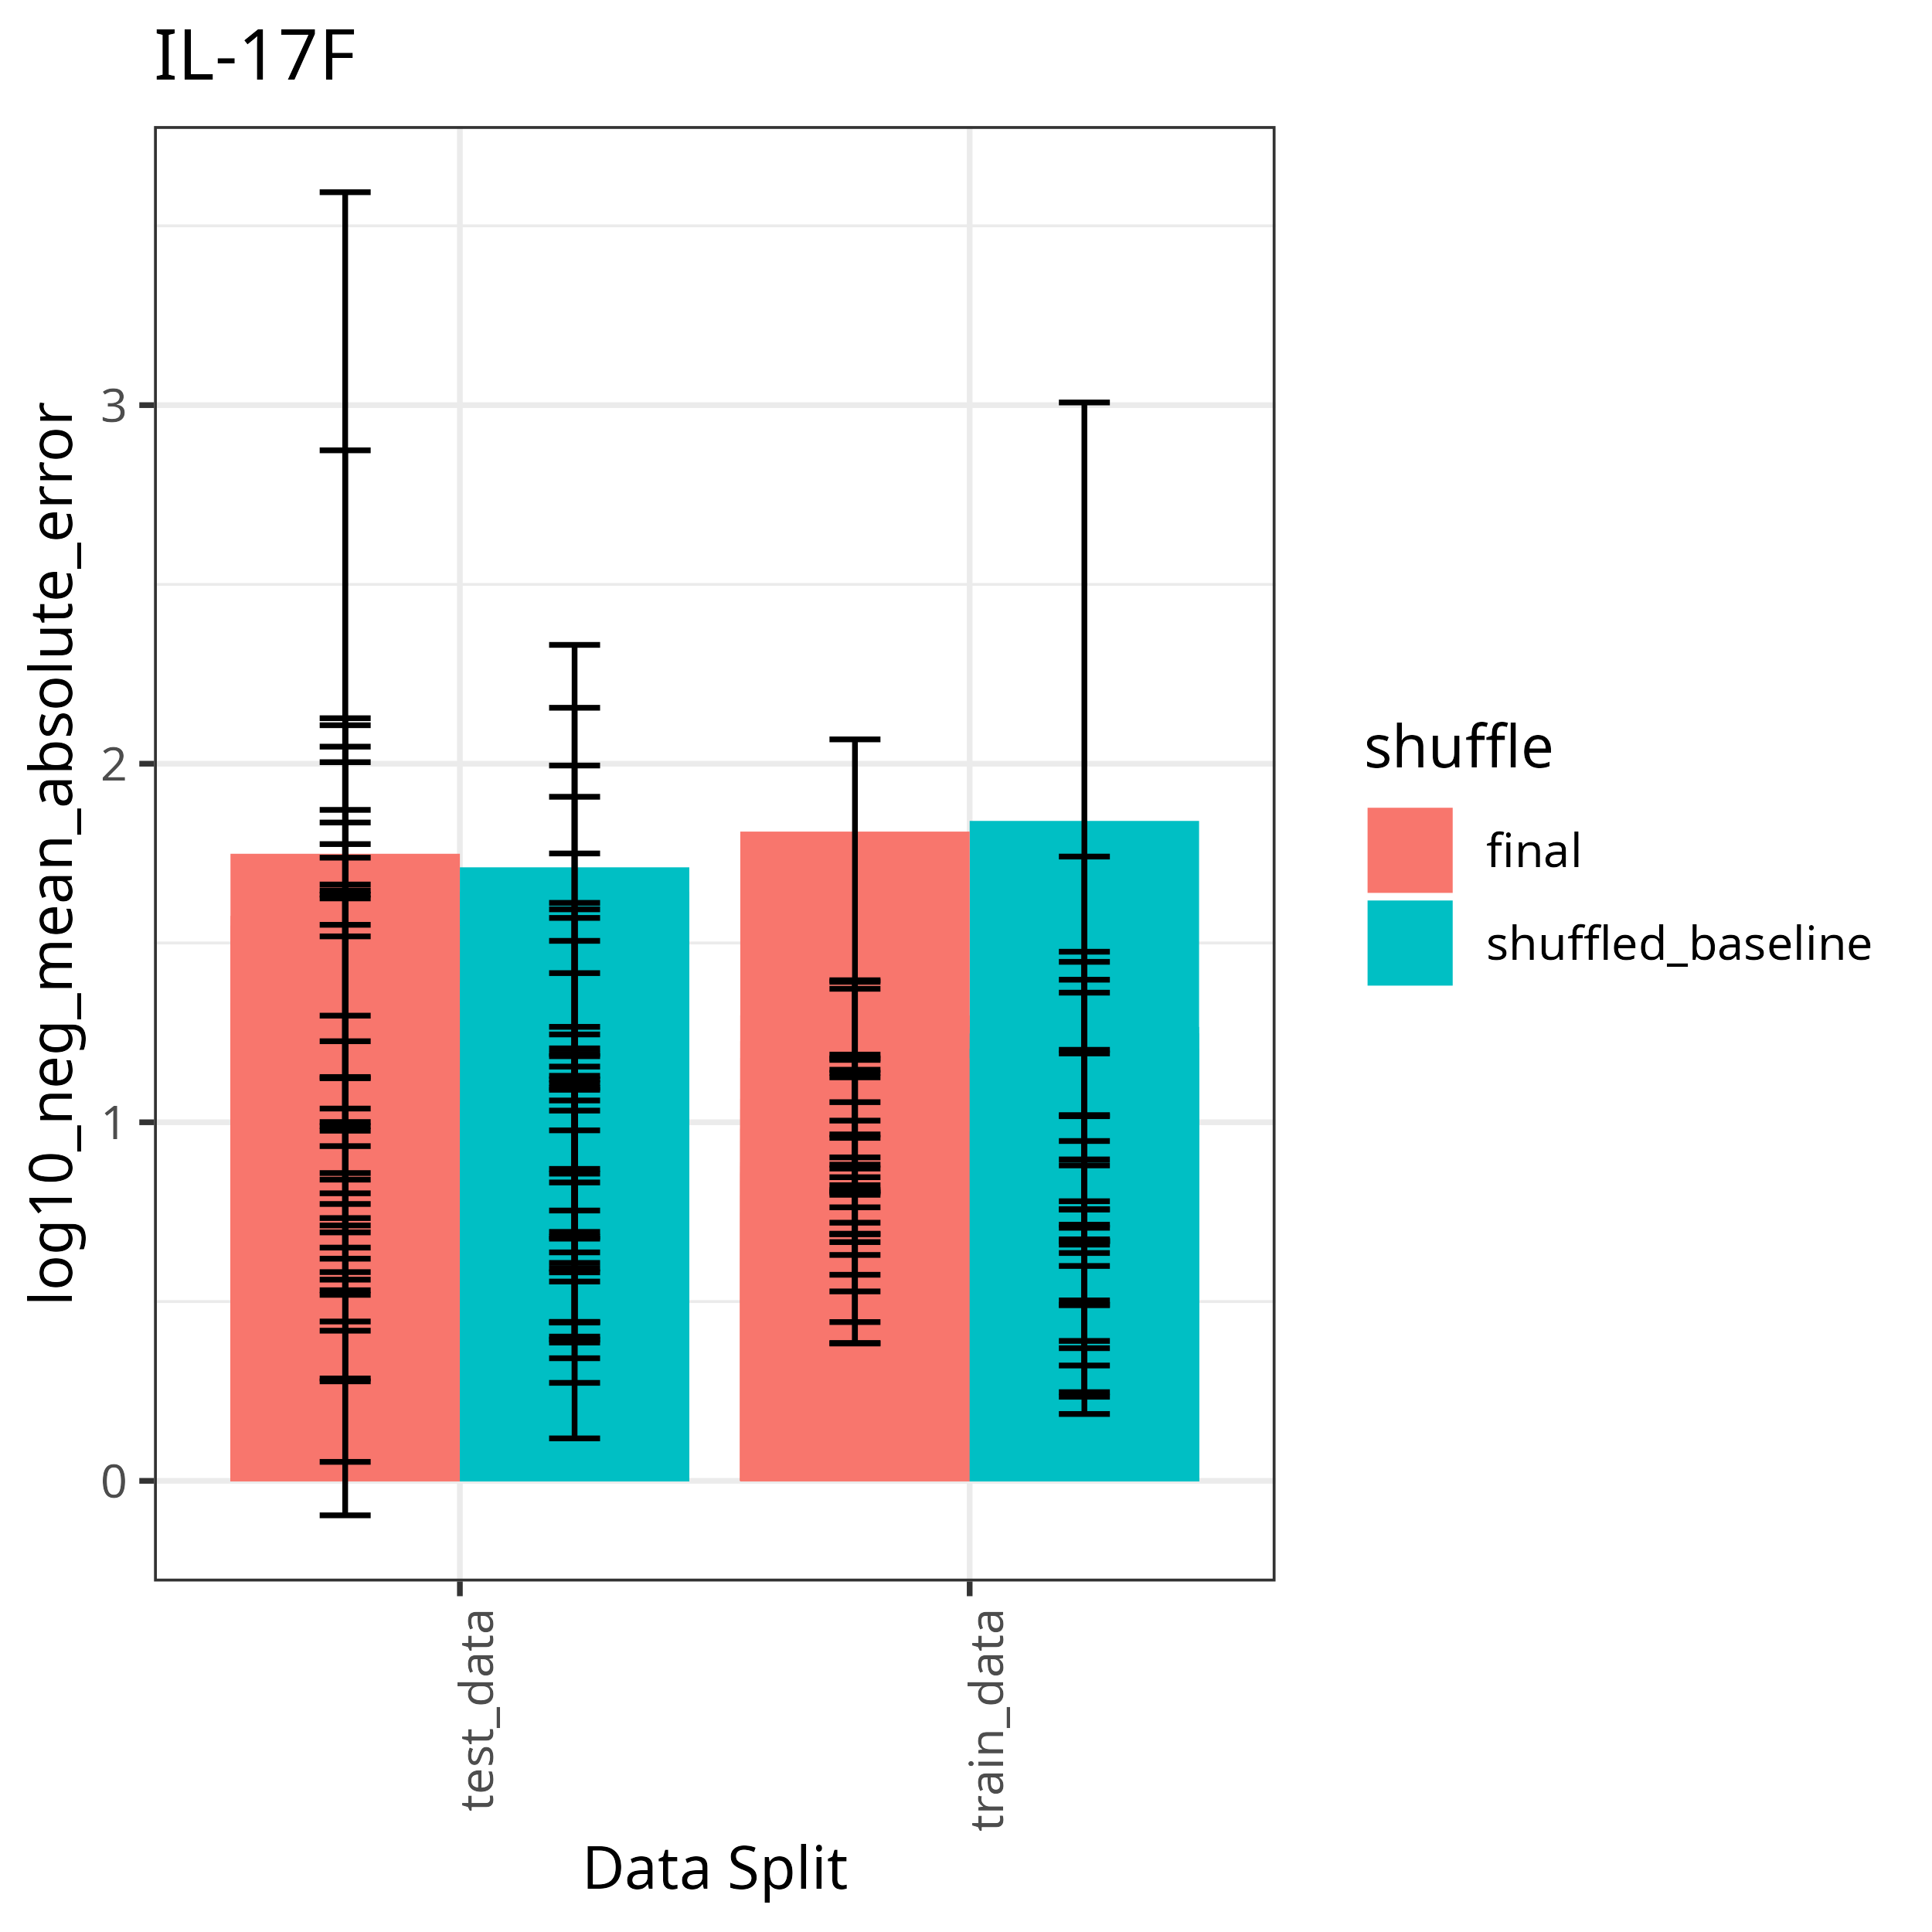 IL-17F
log10_neg_mean_absolute_error
3
2
1
0
test_data
train_data
Data Split
shuffle
final
shuffled_baseline